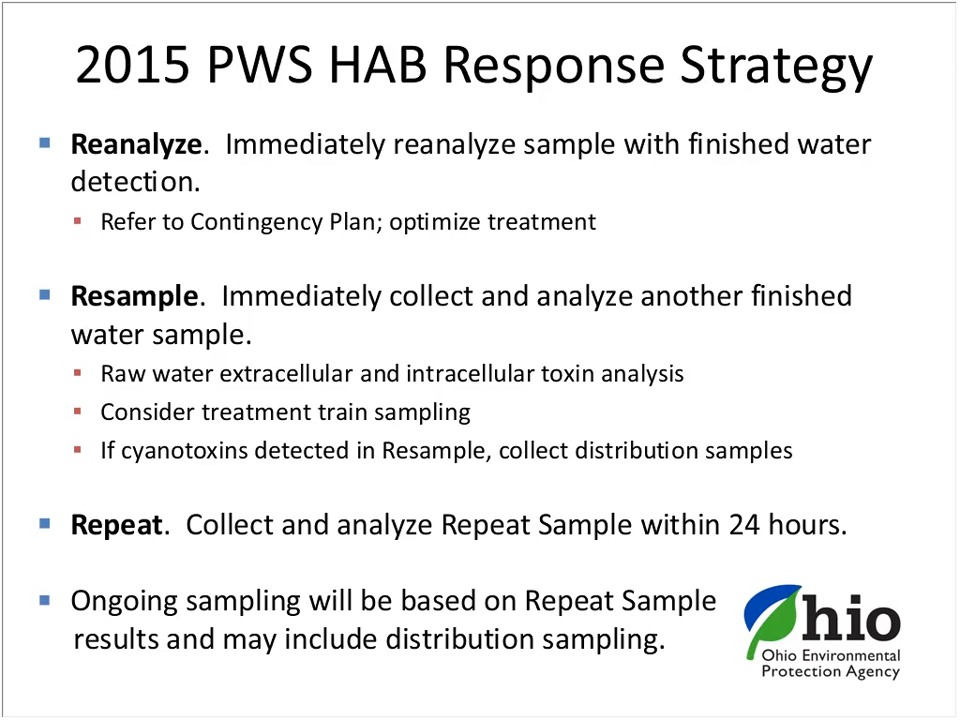 2015 PWS HAB Response Strategy
Reanalyze. Immediately reanalyze sample with finished water
detection.
Refer to Contingency Plan; optimize treatment
Resample. Immediately collect and analyze another finished
water sample.
Raw water extracellular and intracellular toxin analysis
Consider treatment train sampling
If cyanotoxins detected in Resample, collect distribution samples
Repeat. Collect and analyze Repeat Sample within 24 hours.
Ongoing sampling will be based on Repeat Sample
results and may include distribution sampling.
Ohio
Ohio Environmental
Protection Agency